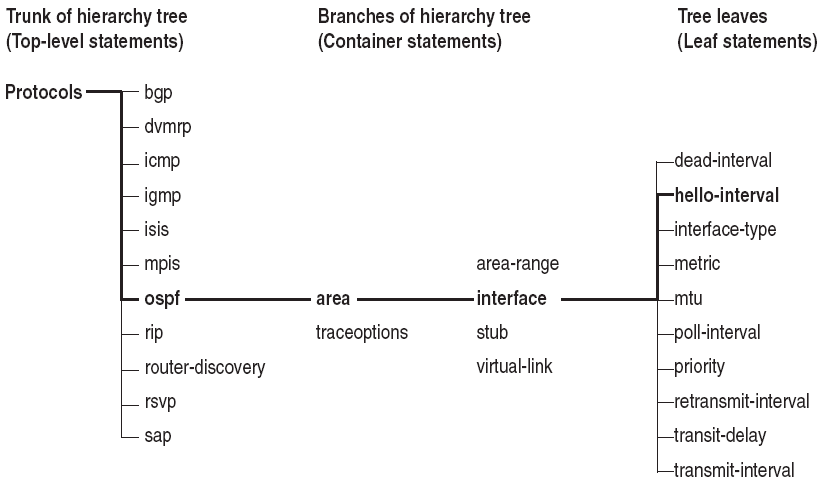 Trunk of hierarchy tree
(Top-level statements)
Branches of hierarchy tree
(Container statements)
Tree leaves
(Leaf statements)
Protocols
bgp
dvmrp
icmp
igmp
isis
mpis
ospf
rip
router-discovery
rsvp
sap
area
traceoptions
area-range
interface
stub
virtual-link
dead-interval
hello-interval
interface-type
metric
mtu
poll-interval
priority
retransmit-interval
transit-delay
transmit-interval